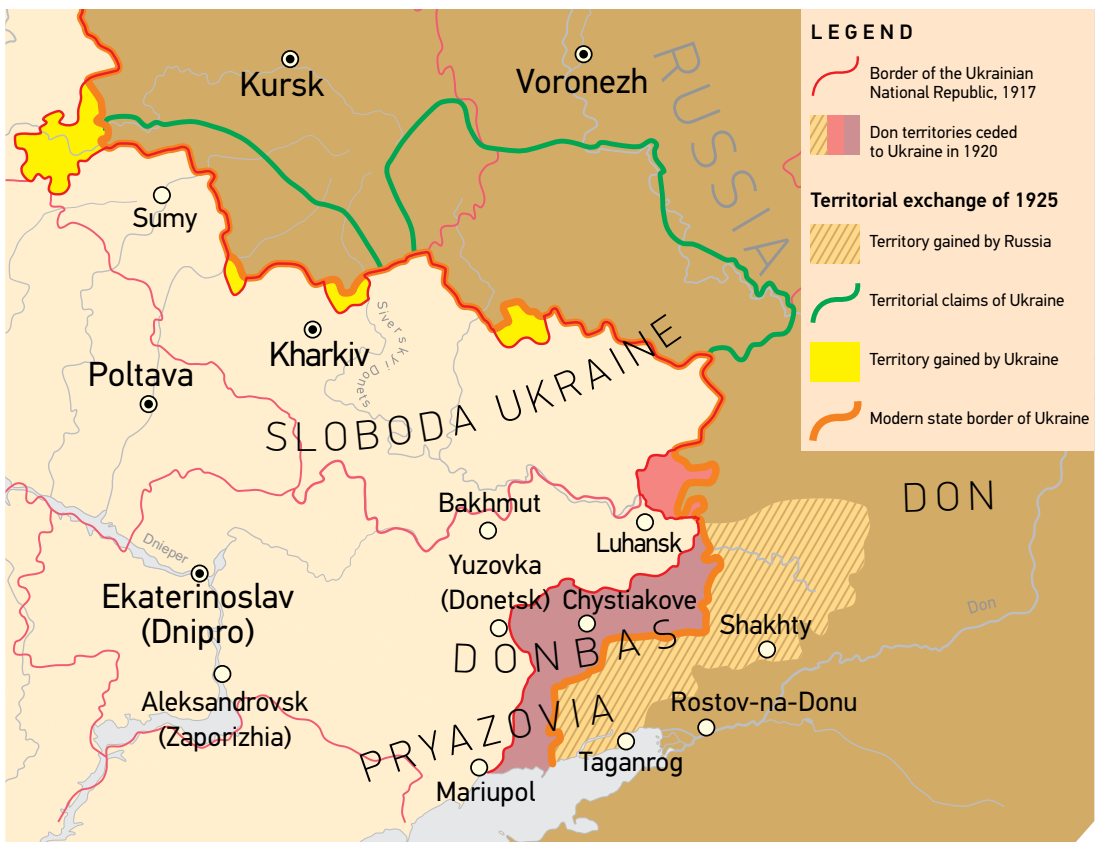 Kursk
Voronezh
RUSSIA
Sumy
Kharkiv
Siverskyi Donets
Poltava
SLOBODA UKRAINE
Bakhmut
Luhansk
DON
Dnieper
Yuzovka
(Donetsk)
Chystiakove
Ekaterinoslav
(Dnipro)
Shakhty
Don
DONBAS
Aleksandrovsk
(Zaporizhia)
Rostov-na-Donu
PRYAZOVIA
Taganrog
Mariupol
LEGEND
Border of the Ukrainian
National Republic, 1917
Don territories ceded
to Ukraine in 1920
Territorial exchange of 1925
Territory gained by Russia
Territorial claims of Ukraine
Territory gained by Ukraine
Modern state border of Ukraine